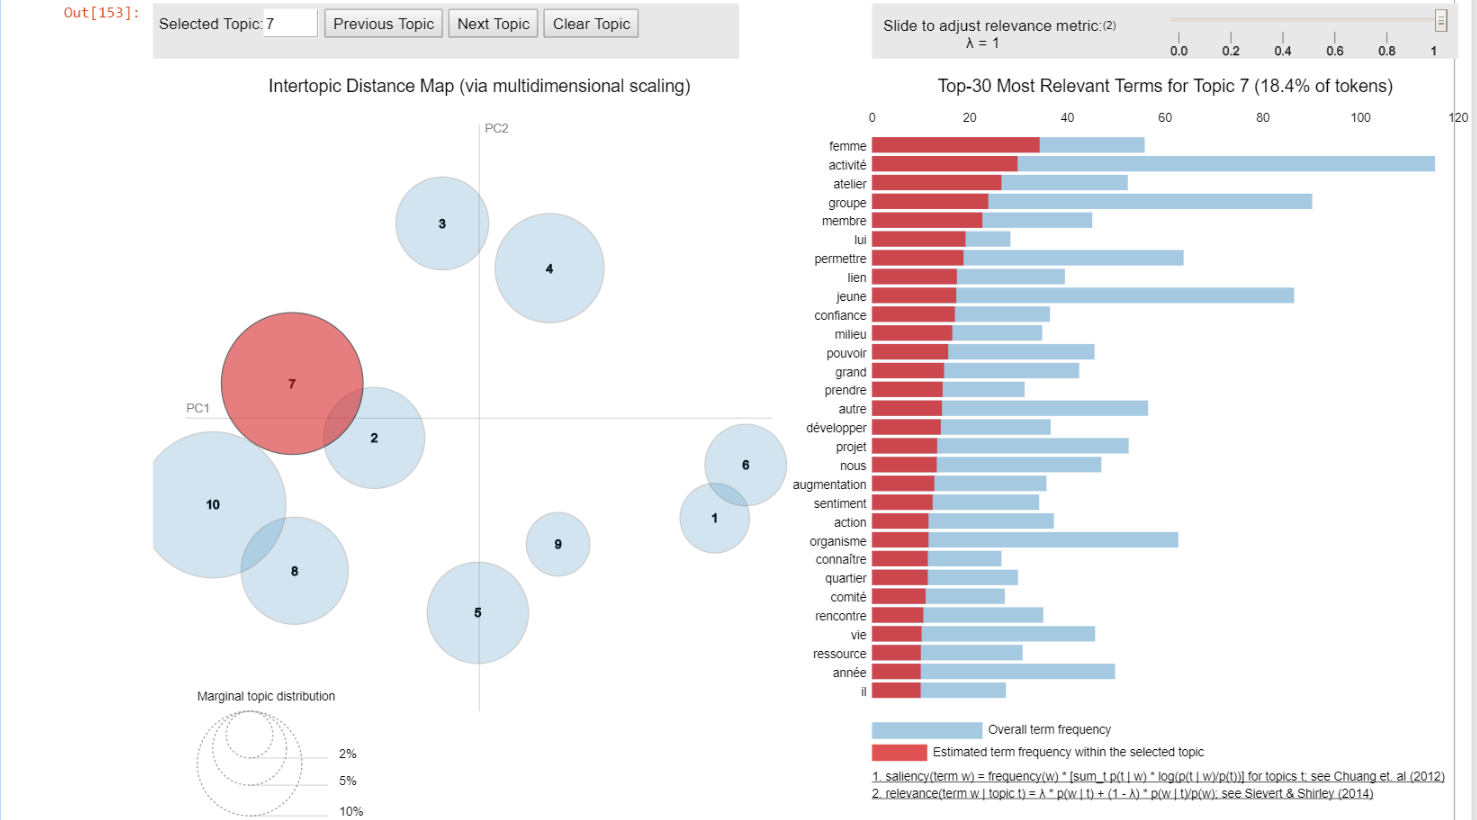 Out[153]:
Selected Topic: 7 Previous Topic Next Topic Clear Topic
Slide to adjust relevance metric:(2)
λ = 1
0.0 0.2 0.4 0.6 0.8 1
Intertopic Distance Map (via multidimensional scaling)
PC2
PC1
3
4
7
2
6
10
1
9
8
5
Marginal topic distribution
2%
5%
10%
Top-30 Most Relevant Terms for Topic 7 (18.4% of tokens)
0 20 40 60 80 100 120
femme
activité
atelier
groupe
membre
lui
permettre
lien
jeune
confiance
milieu
pouvoir
grand
prendre
autre
développer
projet
nous
augmentation
sentiment
action
organisme
connaître
quartier
comité
rencontre
vie
ressource
année
il
Overall term frequency
Estimated term frequency within the selected topic
1. saliency(term w) = frequency(w) * [sum_t p(t | w) * log(p(t | w)/p(t))] for topics t; see Chuang et. al (2012)
2. relevance(term w | topic t) = λ * p(w | t) + (1 - λ) * p(w | t)/p(w); see Sievert & Shirley (2014)